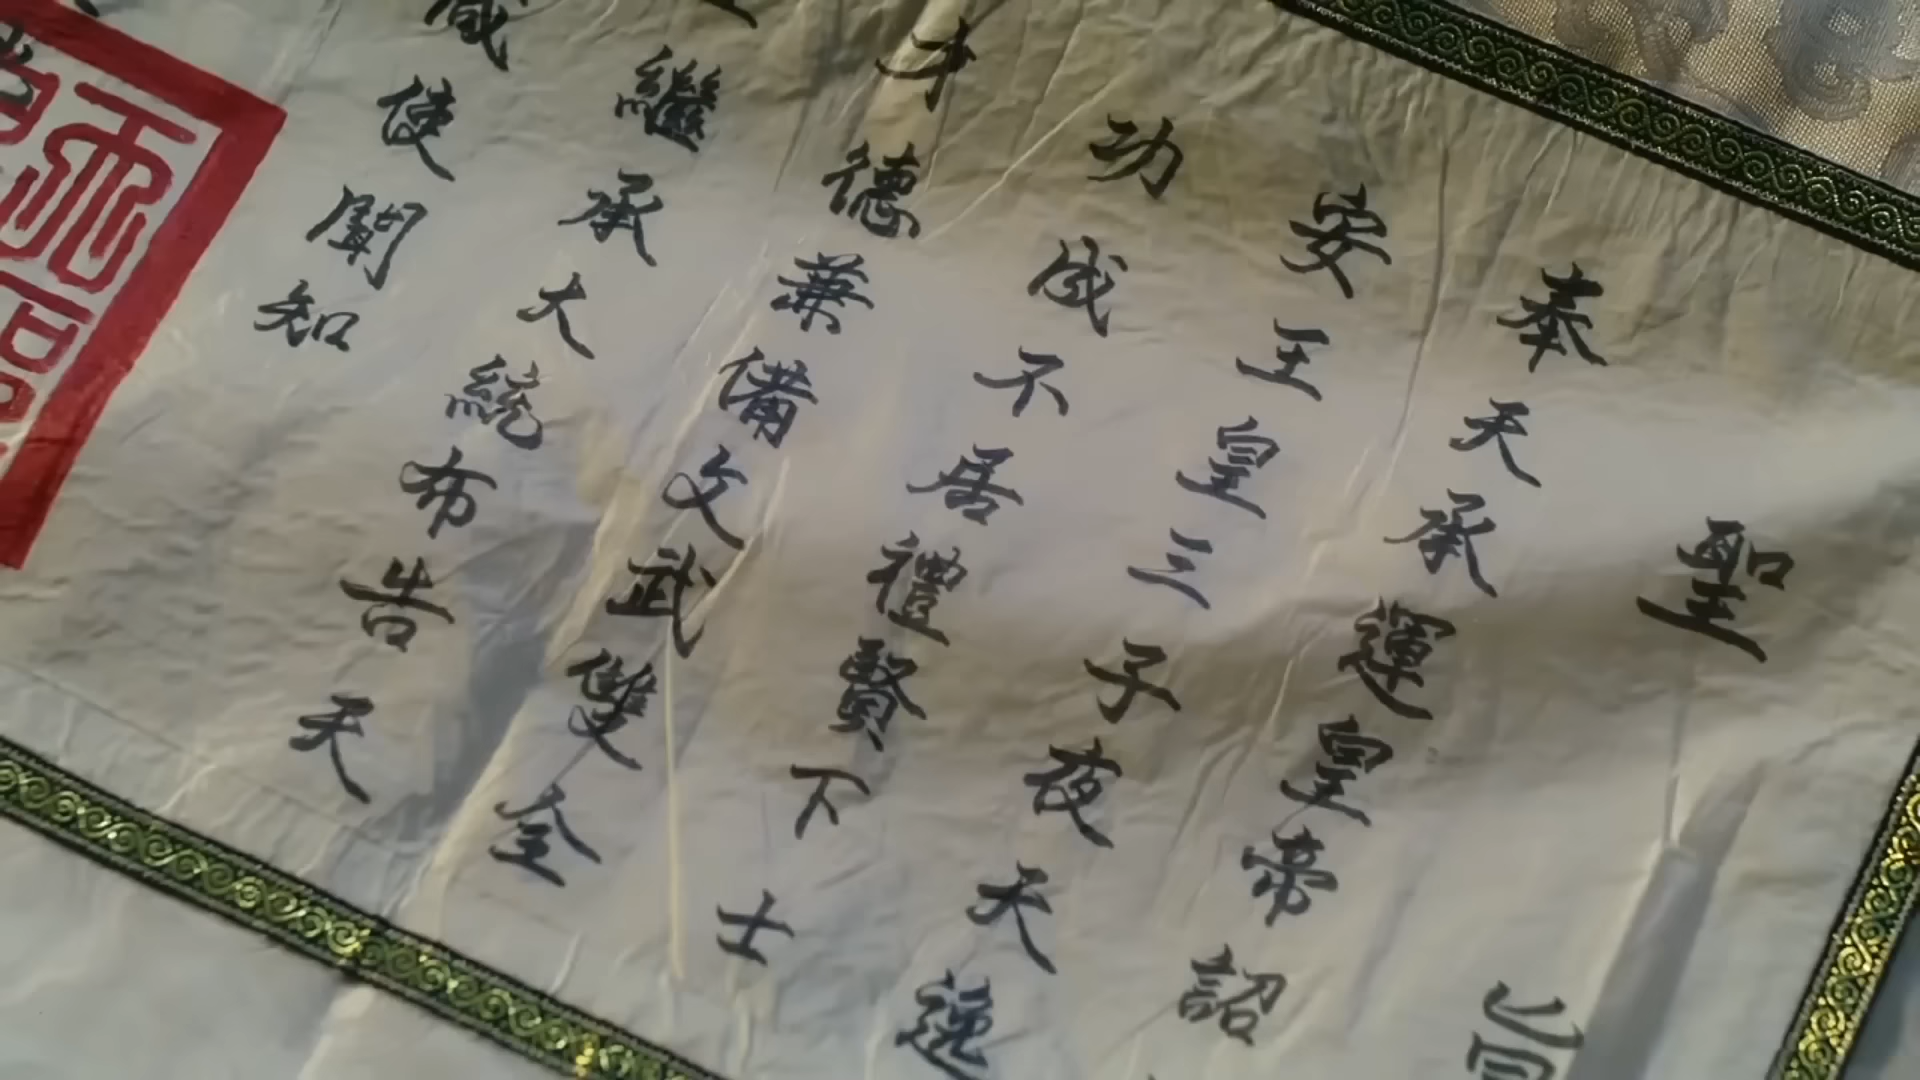 聖旨
奉天承運皇帝詔
安王皇三子夜天逸
功成不居禮賢下士
才德兼備文武雙全
繼承大統布告天
咸使聞知